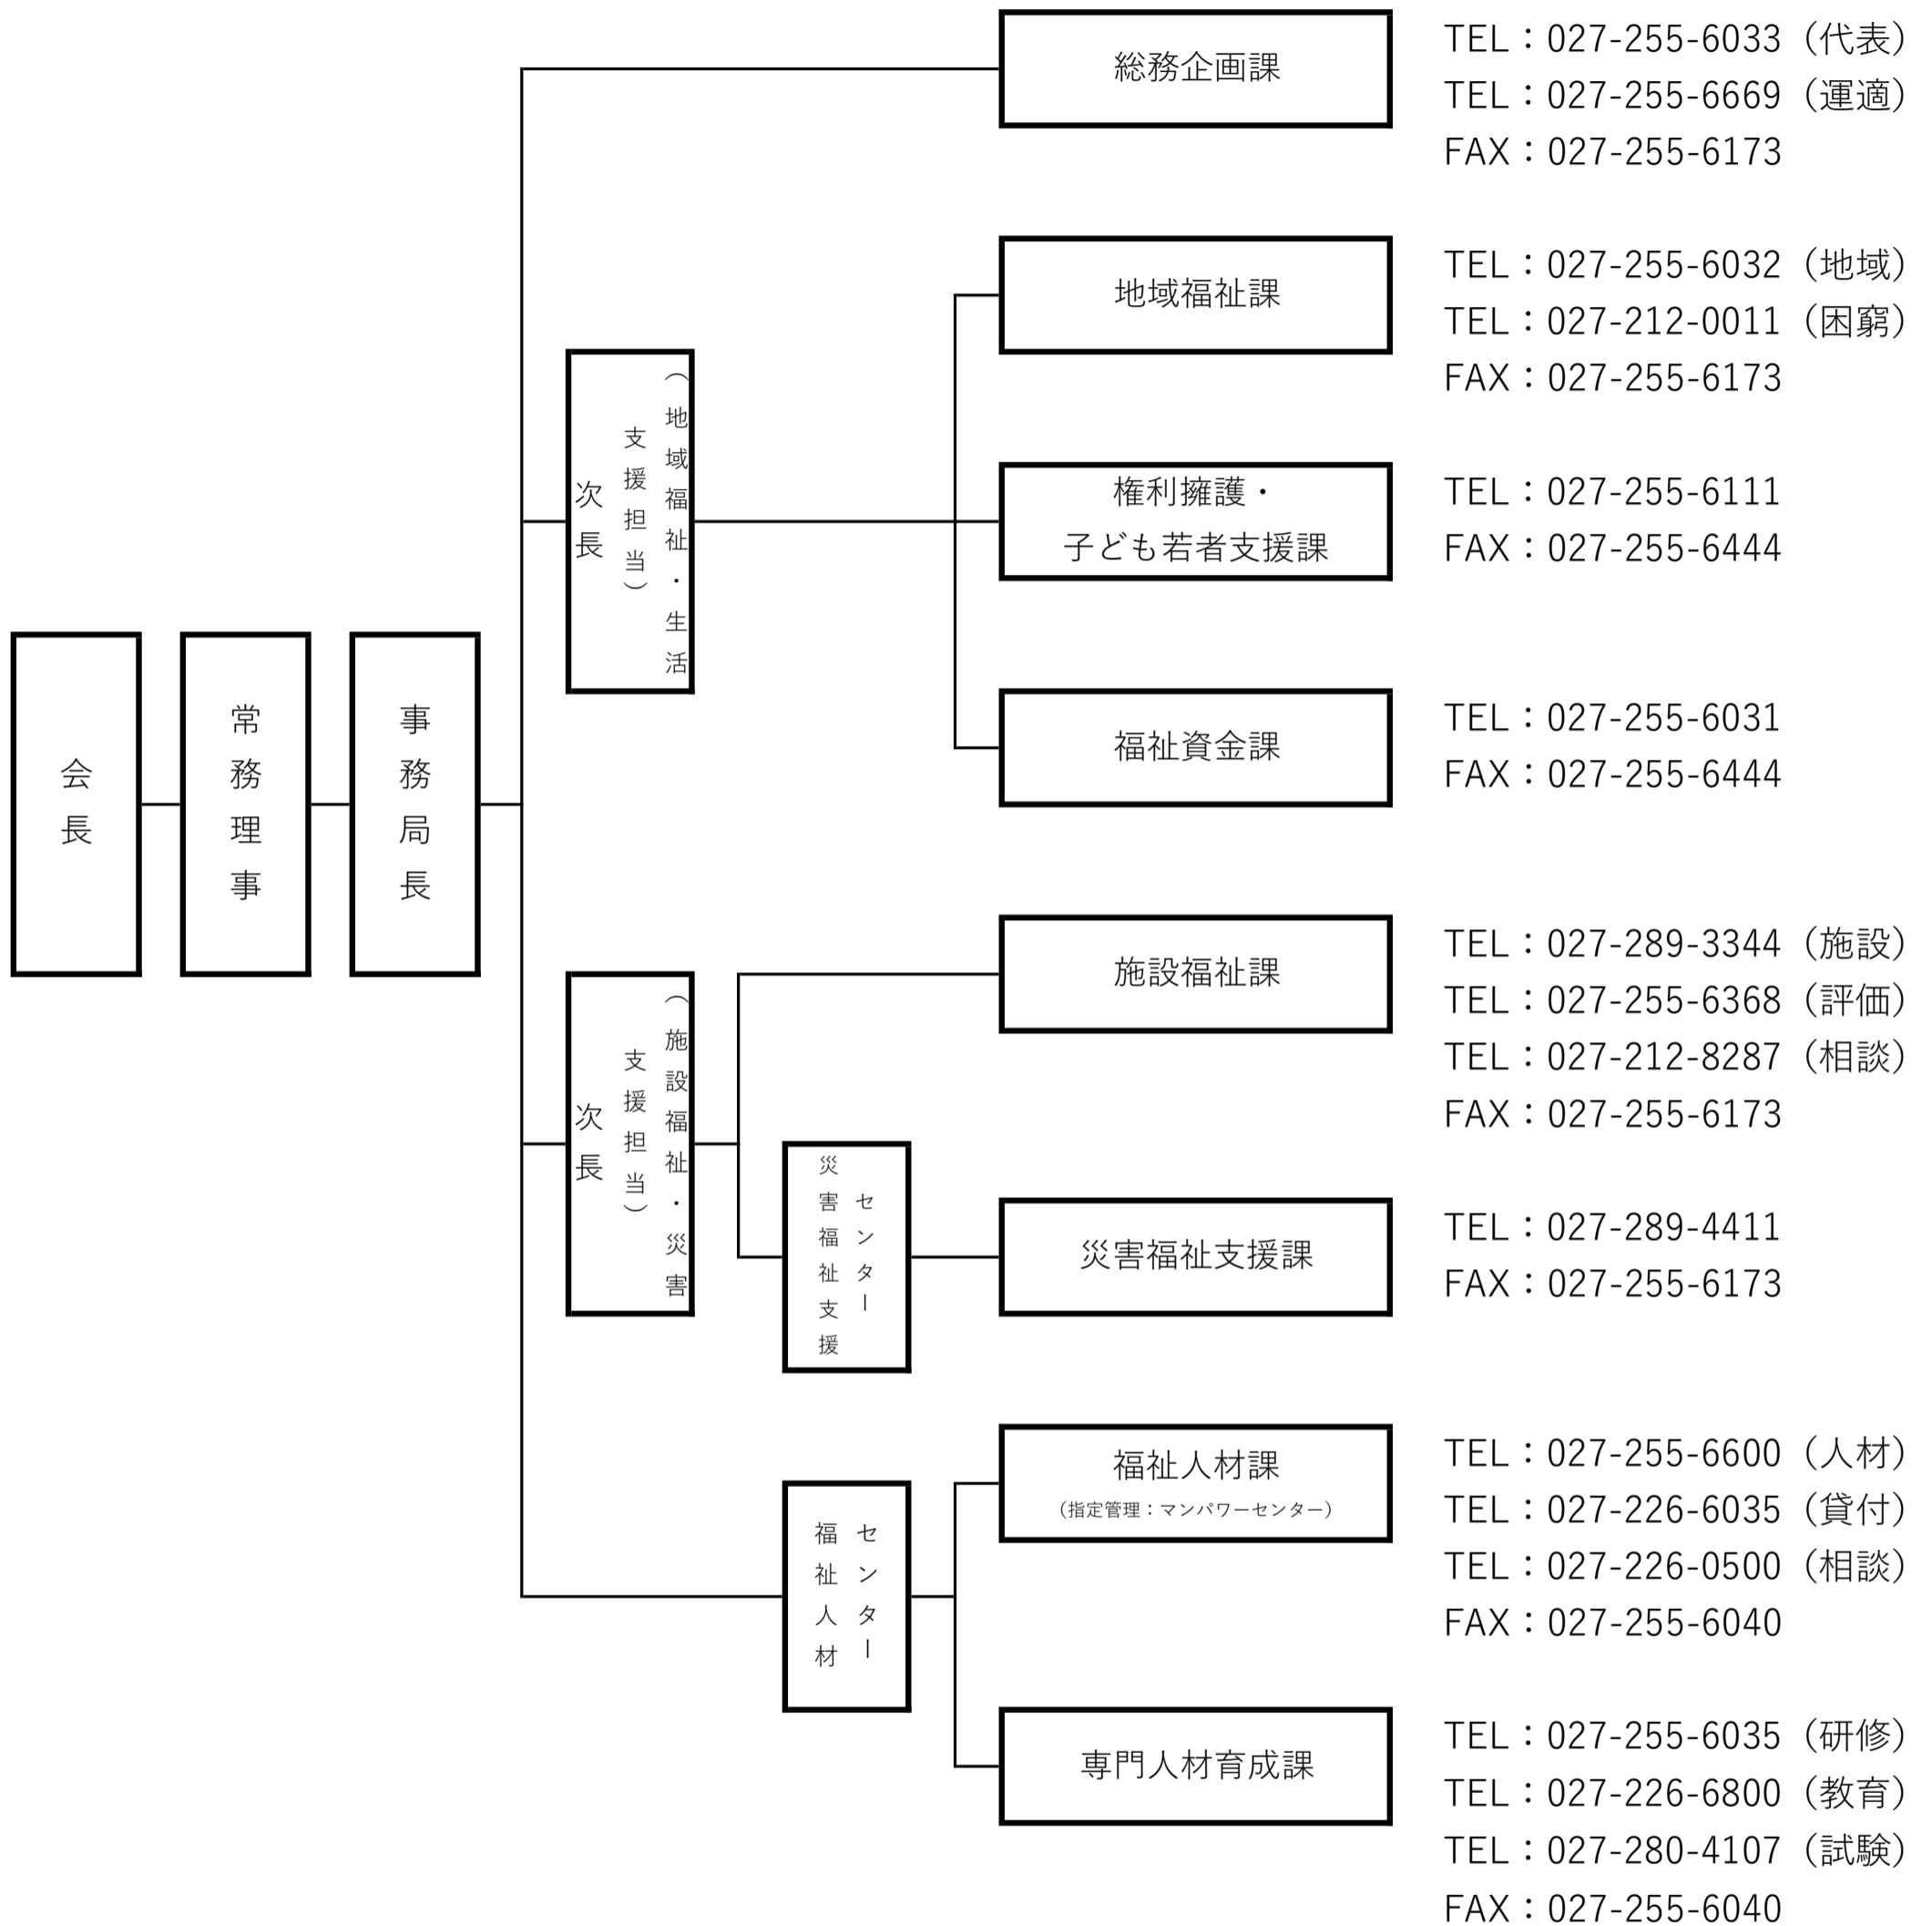 会長
常務理事
事務局長
総務企画課
TEL：027-255-6033（代表）
TEL：027-255-6669（運適）
FAX：027-255-6173
次長
（地域福祉・生活
支援担当）
地域福祉課
TEL：027-255-6032（地域）
TEL：027-212-0011（困窮）
FAX：027-255-6173
権利擁護・
子ども若者支援課
TEL：027-255-6111
FAX：027-255-6444
福祉資金課
TEL：027-255-6031
FAX：027-255-6444
次長
（施設福祉・災害
支援担当）
施設福祉課
TEL：027-289-3344（施設）
TEL：027-255-6368（評価）
TEL：027-212-8287（相談）
FAX：027-255-6173
災害福祉支援
センター
災害福祉支援課
TEL：027-289-4411
FAX：027-255-6173
福祉人材
センター
福祉人材課
（指定管理：マンパワーセンター）
TEL：027-255-6600（人材）
TEL：027-226-6035（貸付）
TEL：027-226-0500（相談）
FAX：027-255-6040
専門人材育成課
TEL：027-255-6035（研修）
TEL：027-226-6800（教育）
TEL：027-280-4107（試験）
FAX：027-255-6040